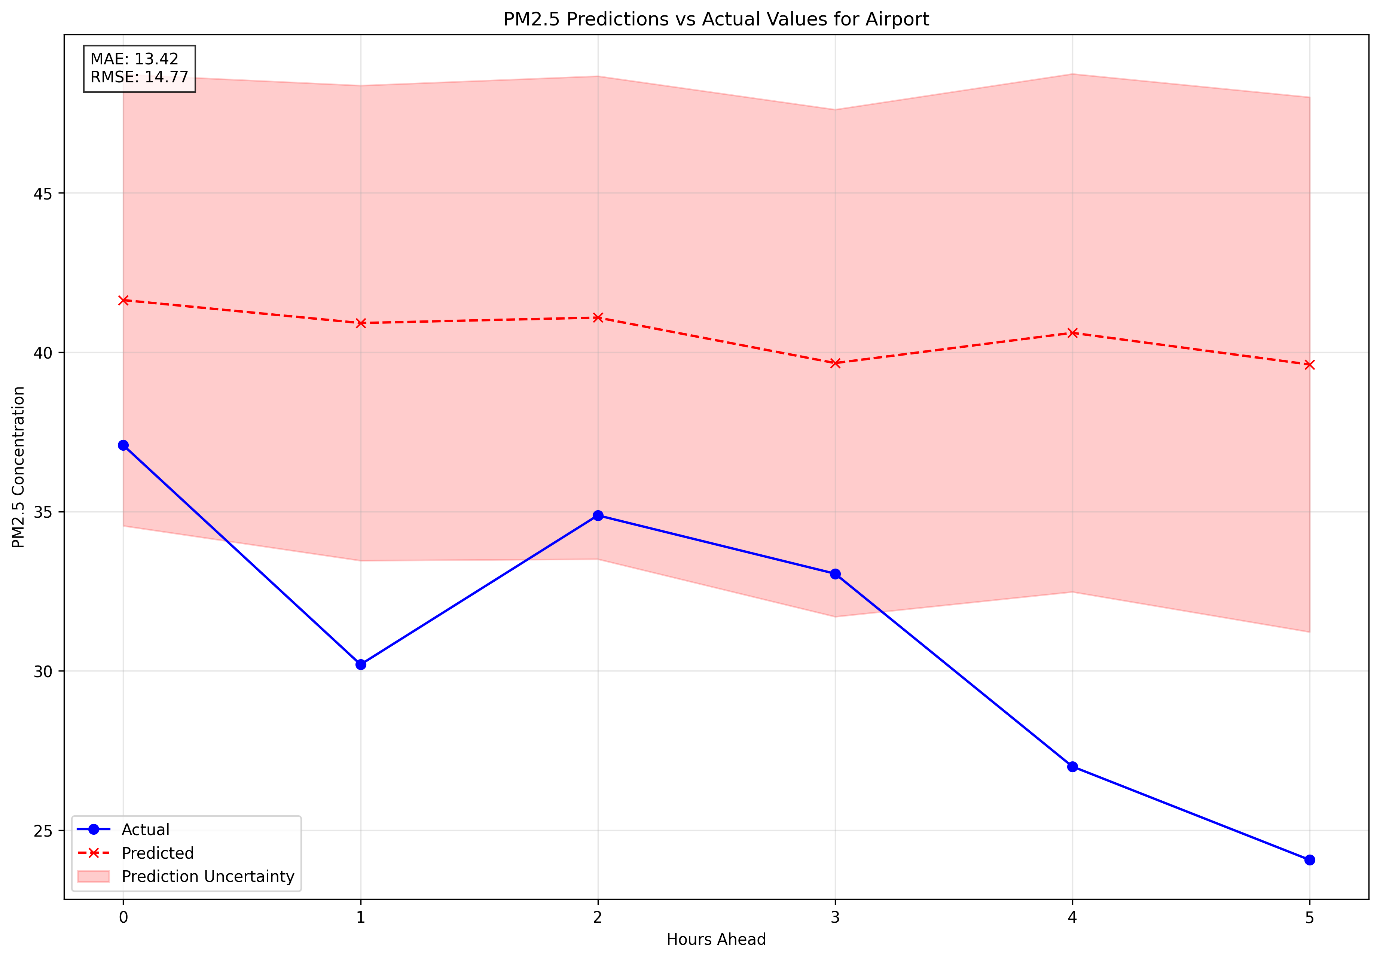 PM2.5 Predictions vs Actual Values for Airport
MAE: 13.42
RMSE: 14.77
45
40
35
30
25
PM2.5 Concentration
Actual
Predicted
Prediction Uncertainty
0 1 2 3 4 5
Hours Ahead